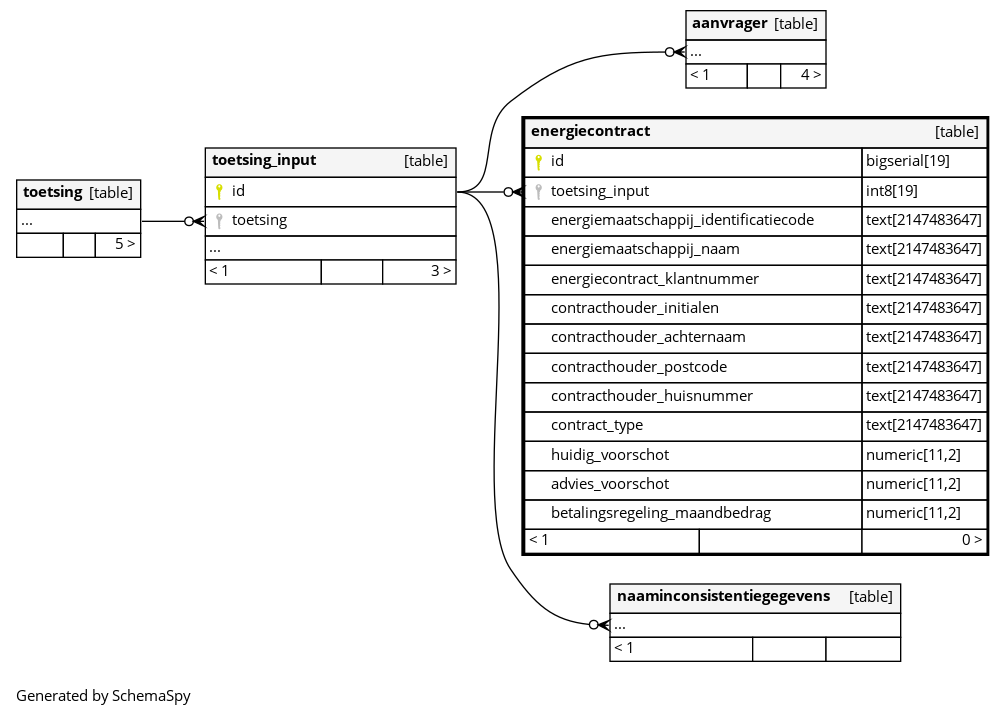 aanvrager [table]
...
< 1 4 >
energiecontract [table]
id bigserial[19]
toetsing_input int8[19]
energiemaatschappij_identificatiecode text[2147483647]
energiemaatschappij_naam text[2147483647]
energiecontract_klantnummer text[2147483647]
contracthouder_initialen text[2147483647]
contracthouder_achternaam text[2147483647]
contracthouder_postcode text[2147483647]
contracthouder_huisnummer text[2147483647]
contract_type text[2147483647]
huidig_voorschot numeric[11,2]
advies_voorschot numeric[11,2]
betalingsregeling_maandbedrag numeric[11,2]
< 1 0 >
toetsing_input [table]
id
toetsing
...
< 1 3 >
toetsing [table]
...
5 >
naaminconsistentiegegevens [table]
...
< 1
Generated by SchemaSpy